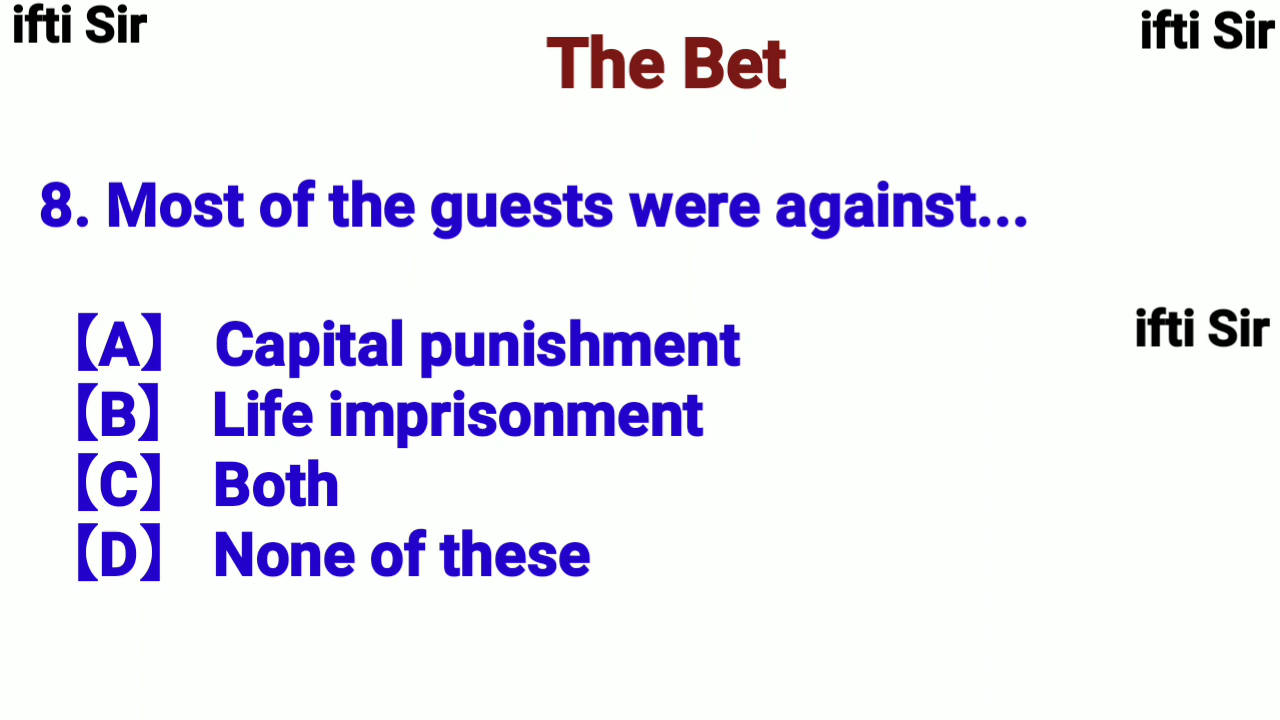 ifti Sir
ifti Sir
The Bet
8. Most of the guests were against...
【A】 Capital punishment
ifti Sir
【B】 Life imprisonment
【C】 Both
【D】 None of these